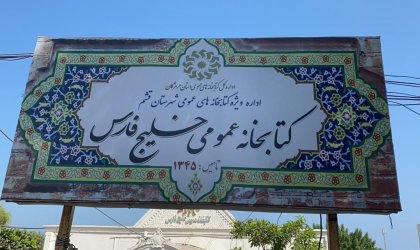 اداره کل کتابخانه های عمومی استان هرمزگان
اداره ویژه کتابخانه های عمومی شهرستان قشم
کتابخانه عمومی خلیج فارس
تاسیس: ۱۳۴۵